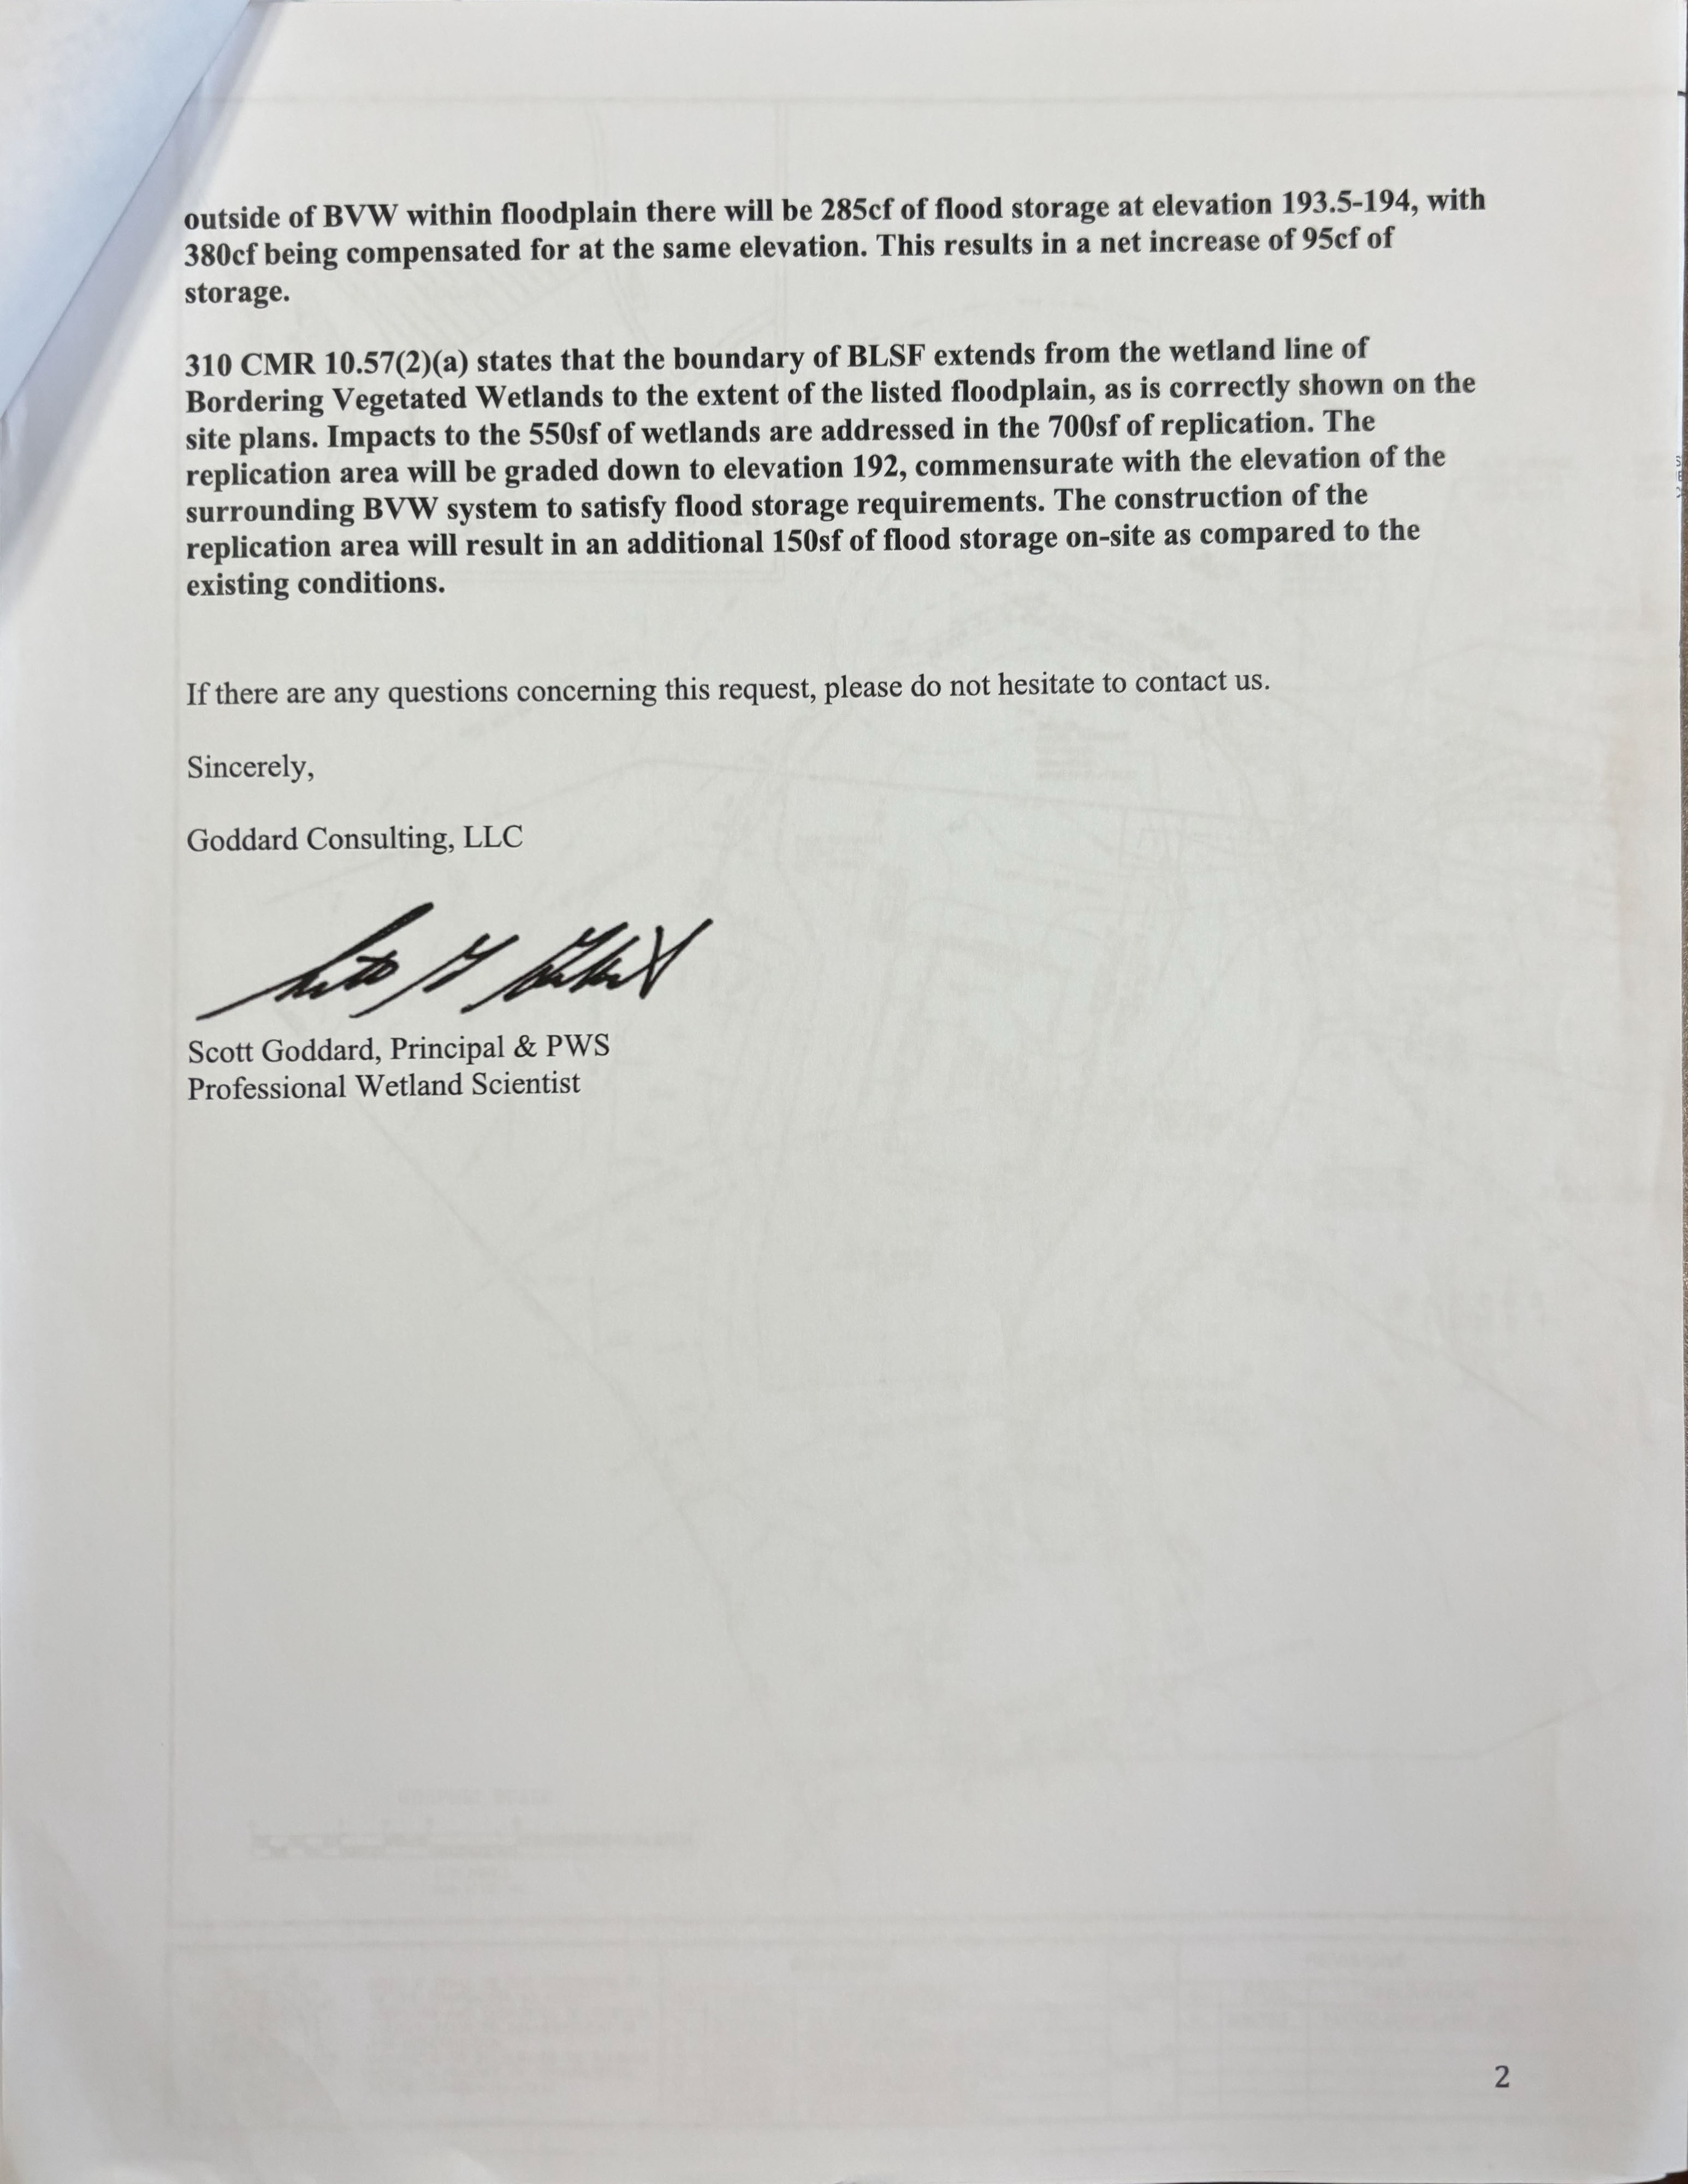 outside of BVW within floodplain there will be 285cf of flood storage at elevation 193.5-194, with
380cf being compensated for at the same elevation. This results in a net increase of 95cf of
storage.
310 CMR 10.57(2)(a) states that the boundary of BLSF extends from the wetland line of
Bordering Vegetated Wetlands to the extent of the listed floodplain, as is correctly shown on the
site plans. Impacts to the 550sf of wetlands are addressed in the 700sf of replication. The
replication area will be graded down to elevation 192, commensurate with the elevation of the
surrounding BVW system to satisfy flood storage requirements. The construction of the
replication area will result in an additional 150sf of flood storage on-site as compared to the
existing conditions.
If there are any questions concerning this request, please do not hesitate to contact us.
Sincerely,
Goddard Consulting, LLC
Scott Goddard, Principal & PWS
Professional Wetland Scientist
2